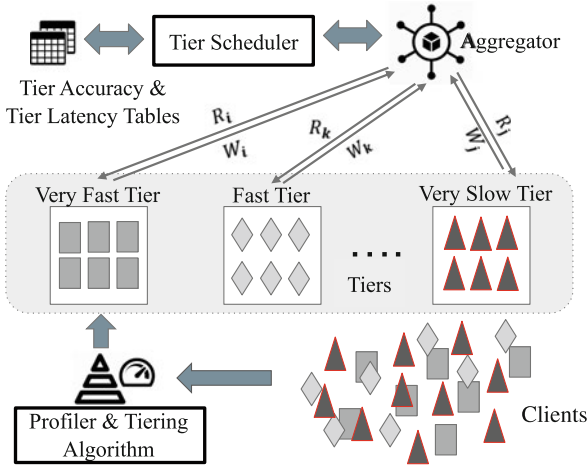 Tier Scheduler
Aggregator
Tier Accuracy &
Tier Latency Tables
R𝐢
W𝐢
R𝐤
W𝐤
R𝐣
W𝐣
Very Fast Tier
Fast Tier
Very Slow Tier
....
Tiers
Clients
Profiler & Tiering
Algorithm